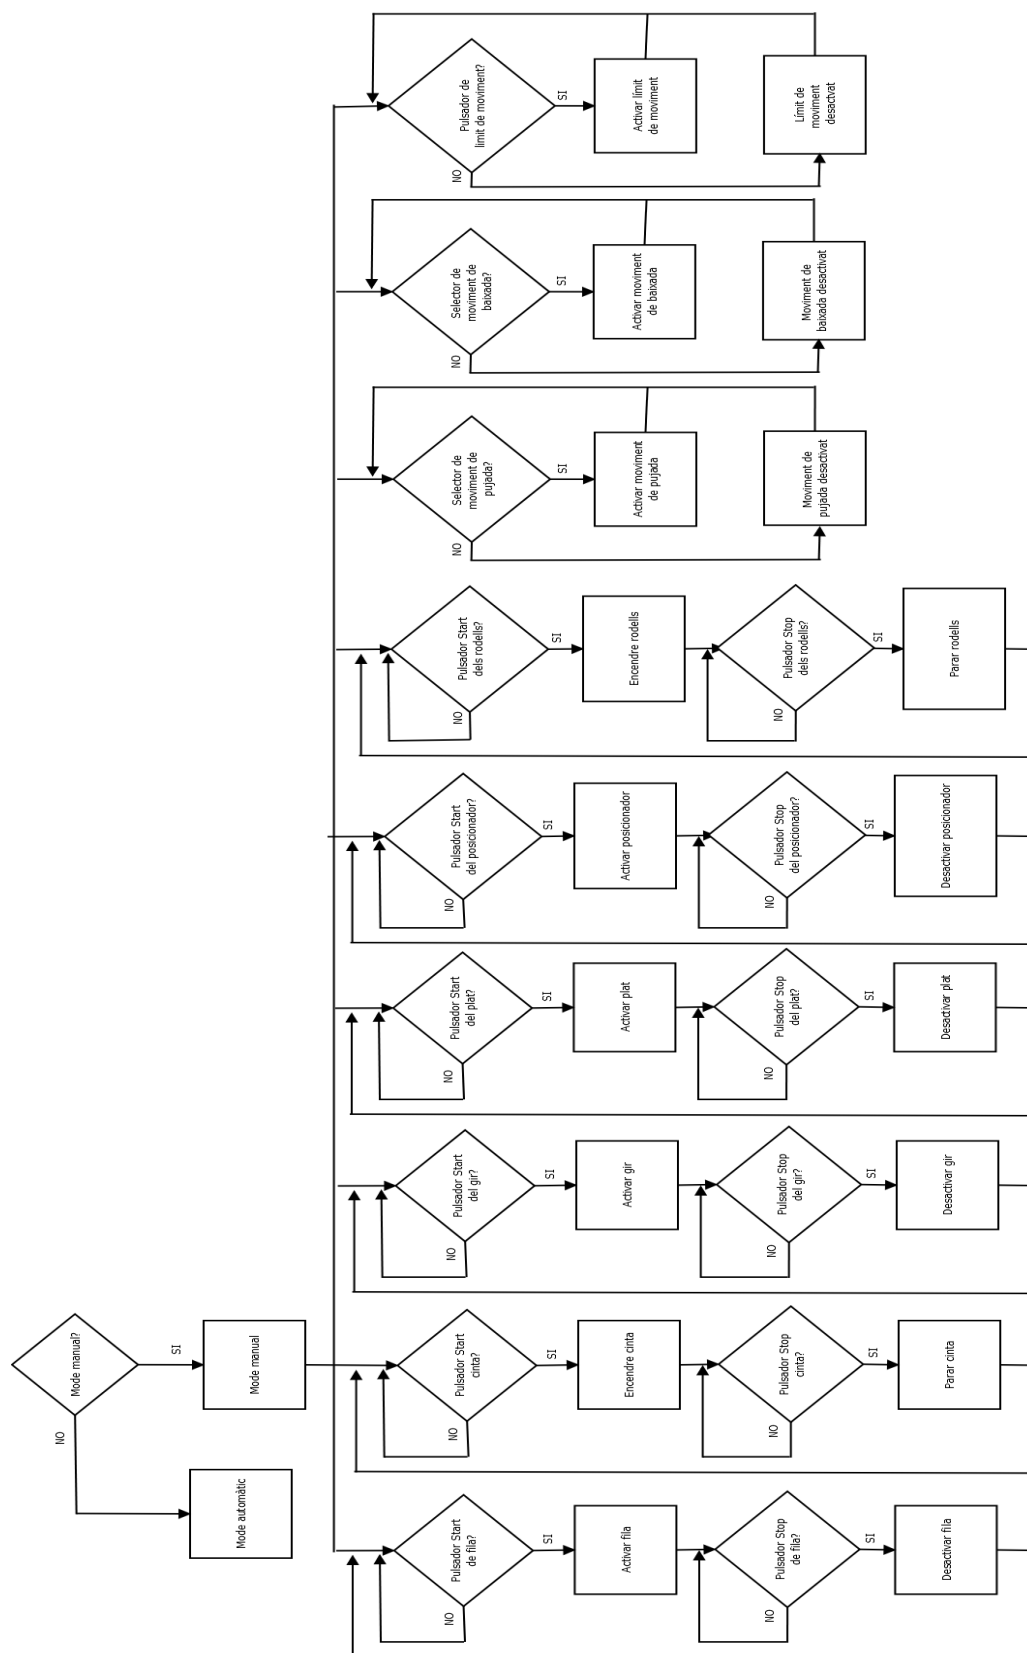 Mode manual?
NO
SI
Mode automàtic
Mode manual
Pulsador Start
de fila?
NO
SI
Activar fila
Pulsador Stop
de fila?
NO
SI
Desactivar fila
Pulsador Start
cinta?
NO
SI
Encendre cinta
Pulsador Stop
cinta?
NO
SI
Parar cinta
Pulsador Start
del gir?
NO
SI
Activar gir
Pulsador Stop
del gir?
NO
SI
Desactivar gir
Pulsador Start
del plat?
NO
SI
Activar plat
Pulsador Stop
del plat?
NO
SI
Desactivar plat
Pulsador Start
del posicionador?
NO
SI
Activar posicionador
Pulsador Stop
del posicionador?
NO
SI
Desactivar posicionador
Pulsador Start
dels rodells?
NO
SI
Encendre rodells
Pulsador Stop
dels rodells?
NO
SI
Parar rodells
Selector de
moviment de
pujada?
NO
SI
Activar moviment
de pujada
Moviment de
pujada desactivat
Selector de
moviment de
baixada?
NO
SI
Activar moviment
de baixada
Moviment de
baixada desactivat
Pulsador de
limit de moviment?
NO
SI
Activar límit
de moviment
Límit de
moviment
desactvat